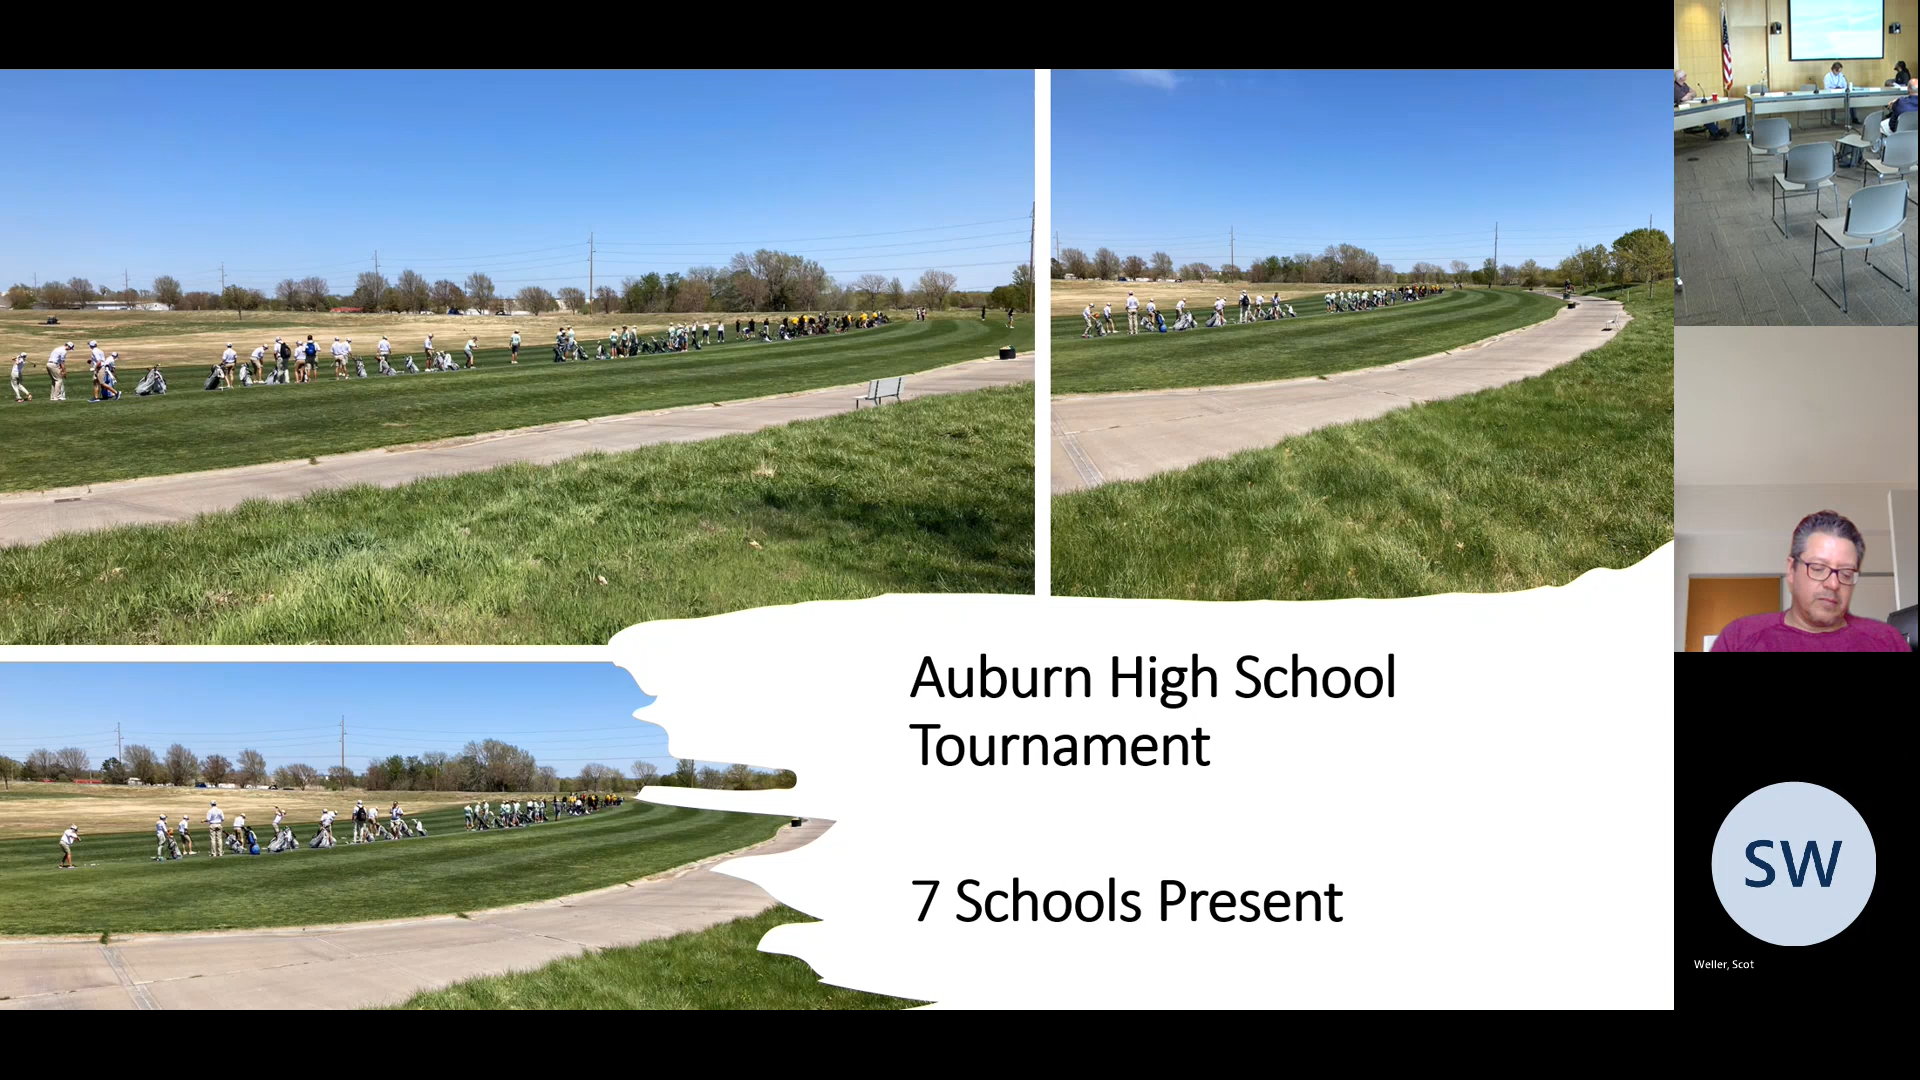 Auburn High School
Tournament
7 Schools Present
SW
Weller, Scot